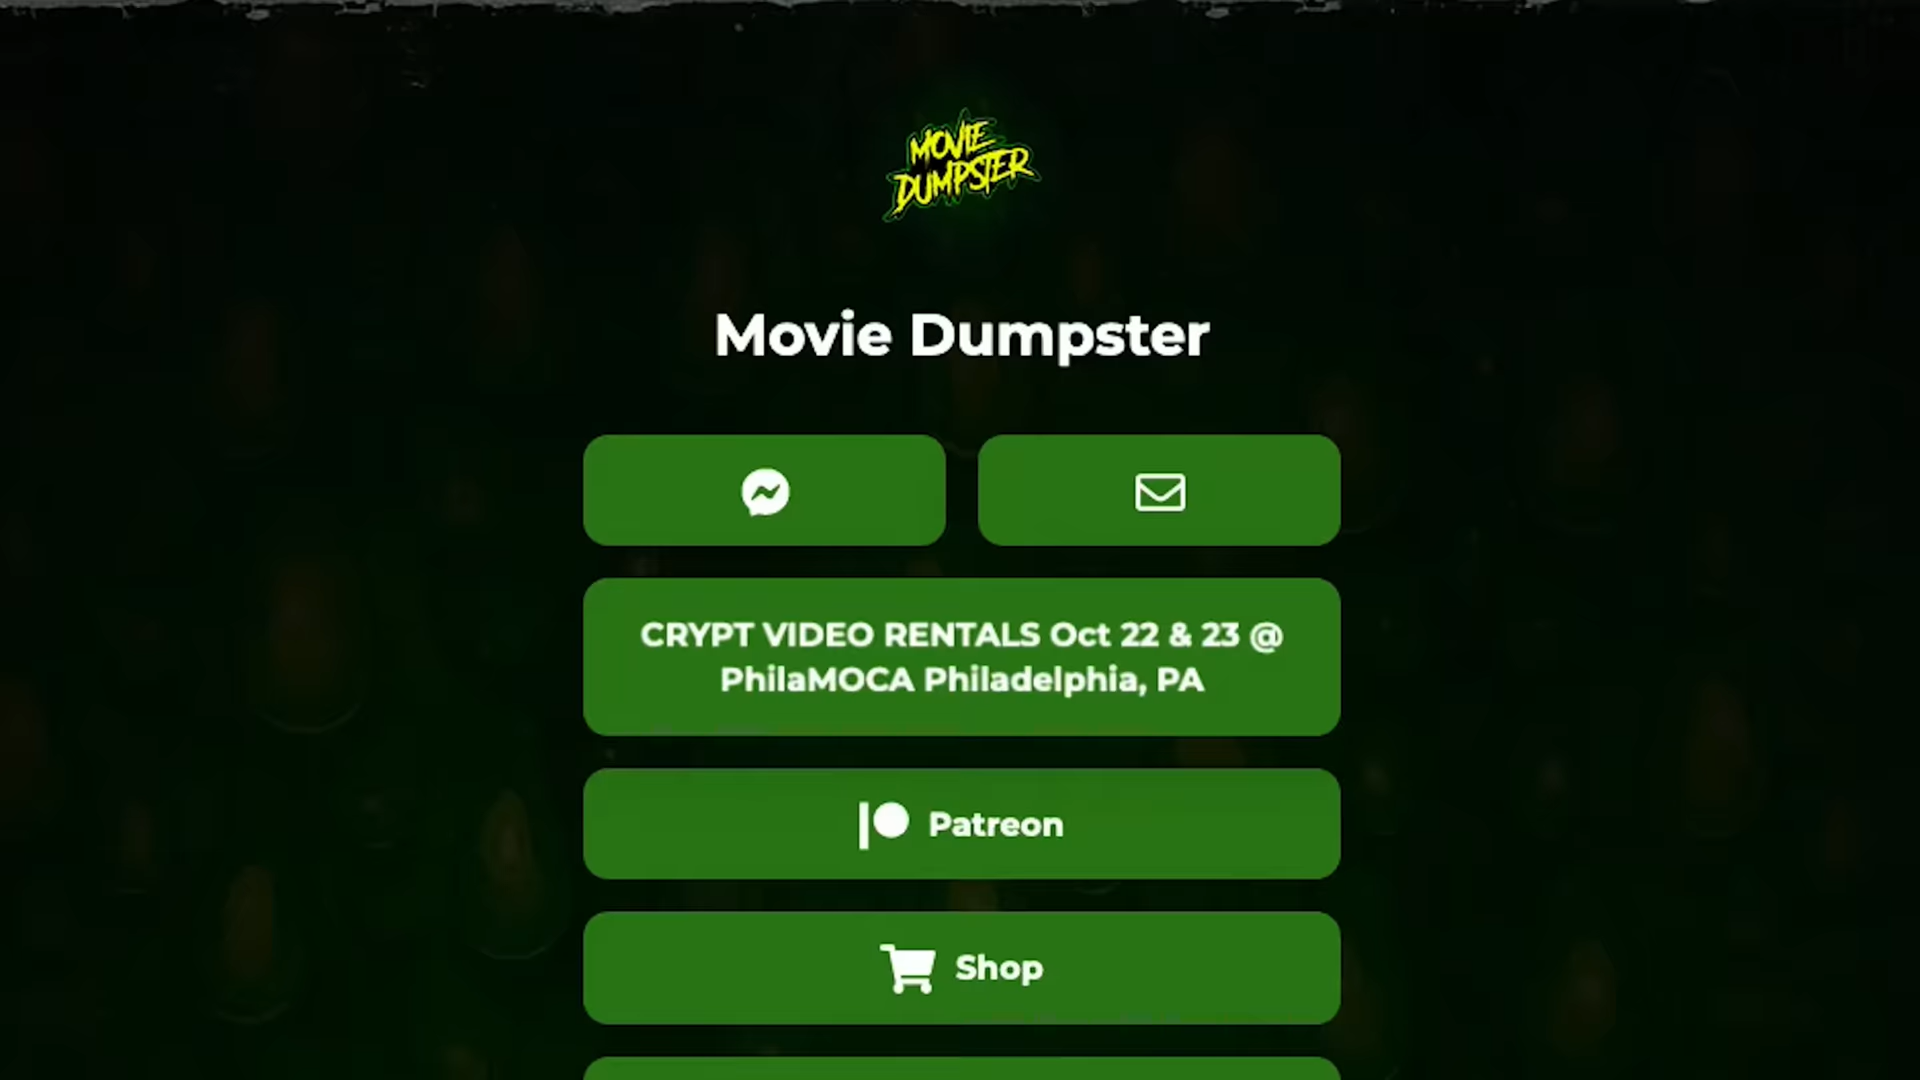 MOVIE
DUMPSTER
Movie Dumpster
CRYPT VIDEO RENTALS Oct 22 & 23 @
PhilaMOCA Philadelphia, PA
Patreon
Shop